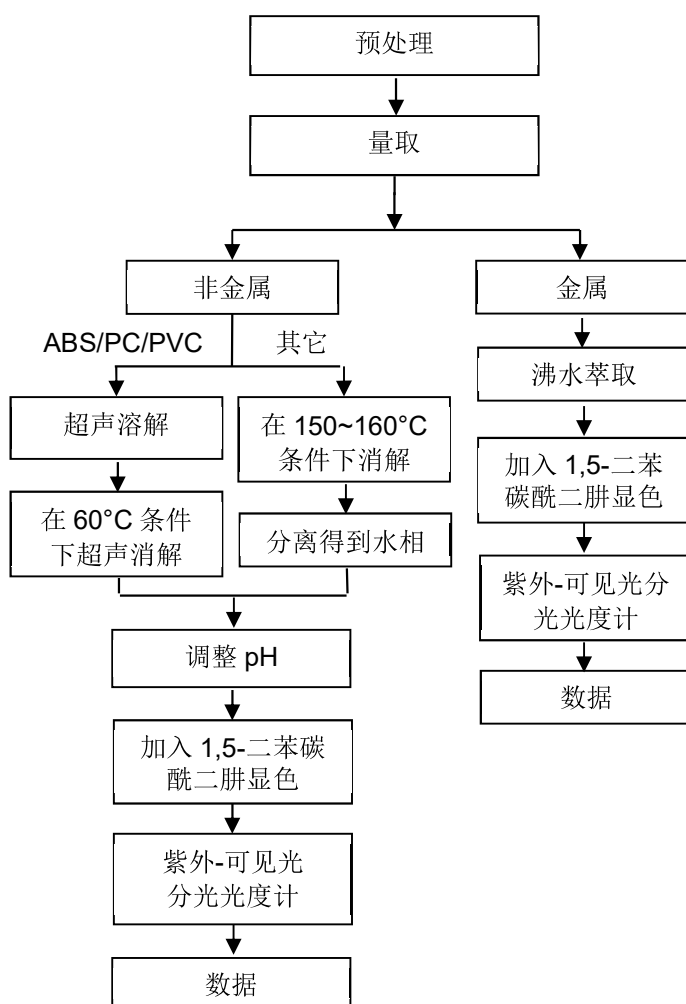 预处理
量取
非金属
金属
ABS/PC/PVC
其它
沸水萃取
超声溶解
在 150~160°C
条件下消解
加入 1,5-二苯
碳酰二肼显色
在 60°C 条件
下超声消解
分离得到水相
紫外-可见光分
光光度计
调整 pH
数据
加入 1,5-二苯碳
酰二肼显色
紫外-可见光
分光光度计
数据